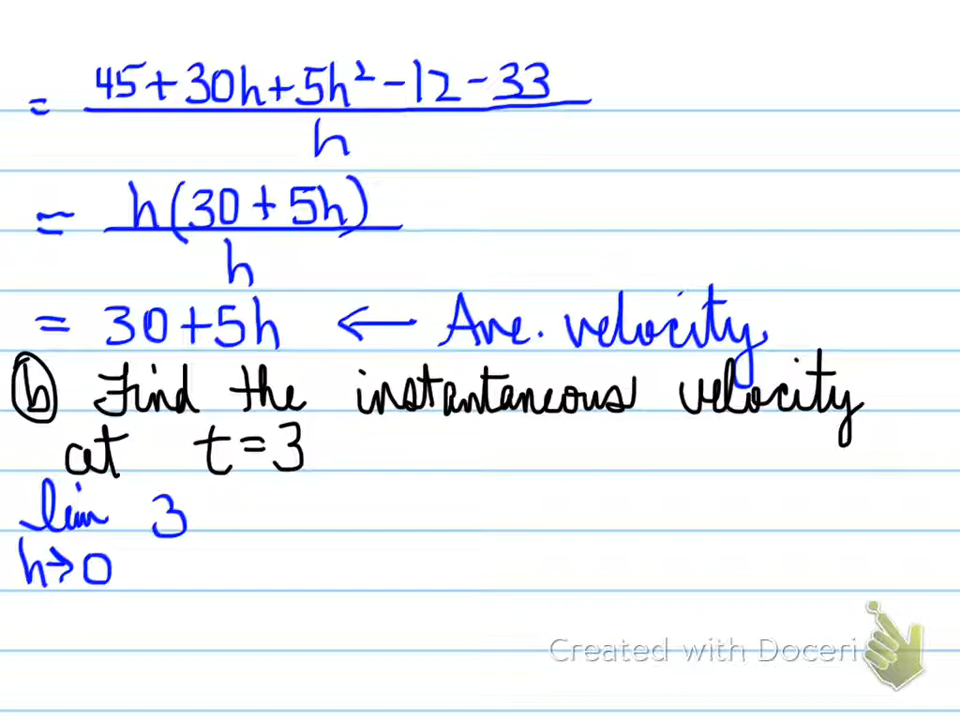 = 45+30h+5h²-12-33
h
= h(30+5h)
h
= 30+5h ← Ave. velocity
(b) Find the instantaneous velocity
at t=3
lim 3
h→0
Created with Doceri